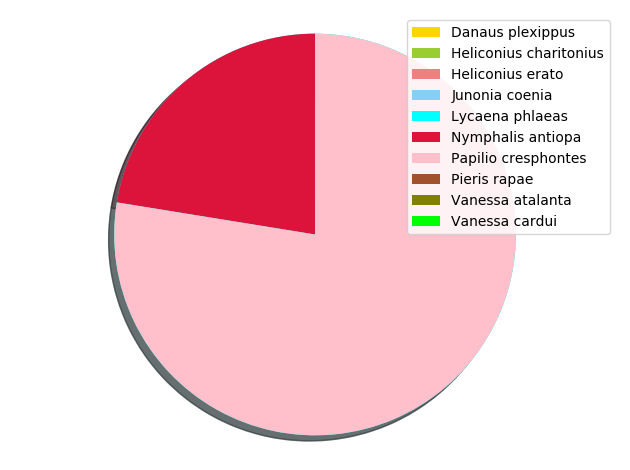 Danaus plexippus
Heliconius charitonius
Heliconius erato
Junonia coenia
Lycaena phlaeas
Nymphalis antiopa
Papilio cresphontes
Pieris rapae
Vanessa atalanta
Vanessa cardui